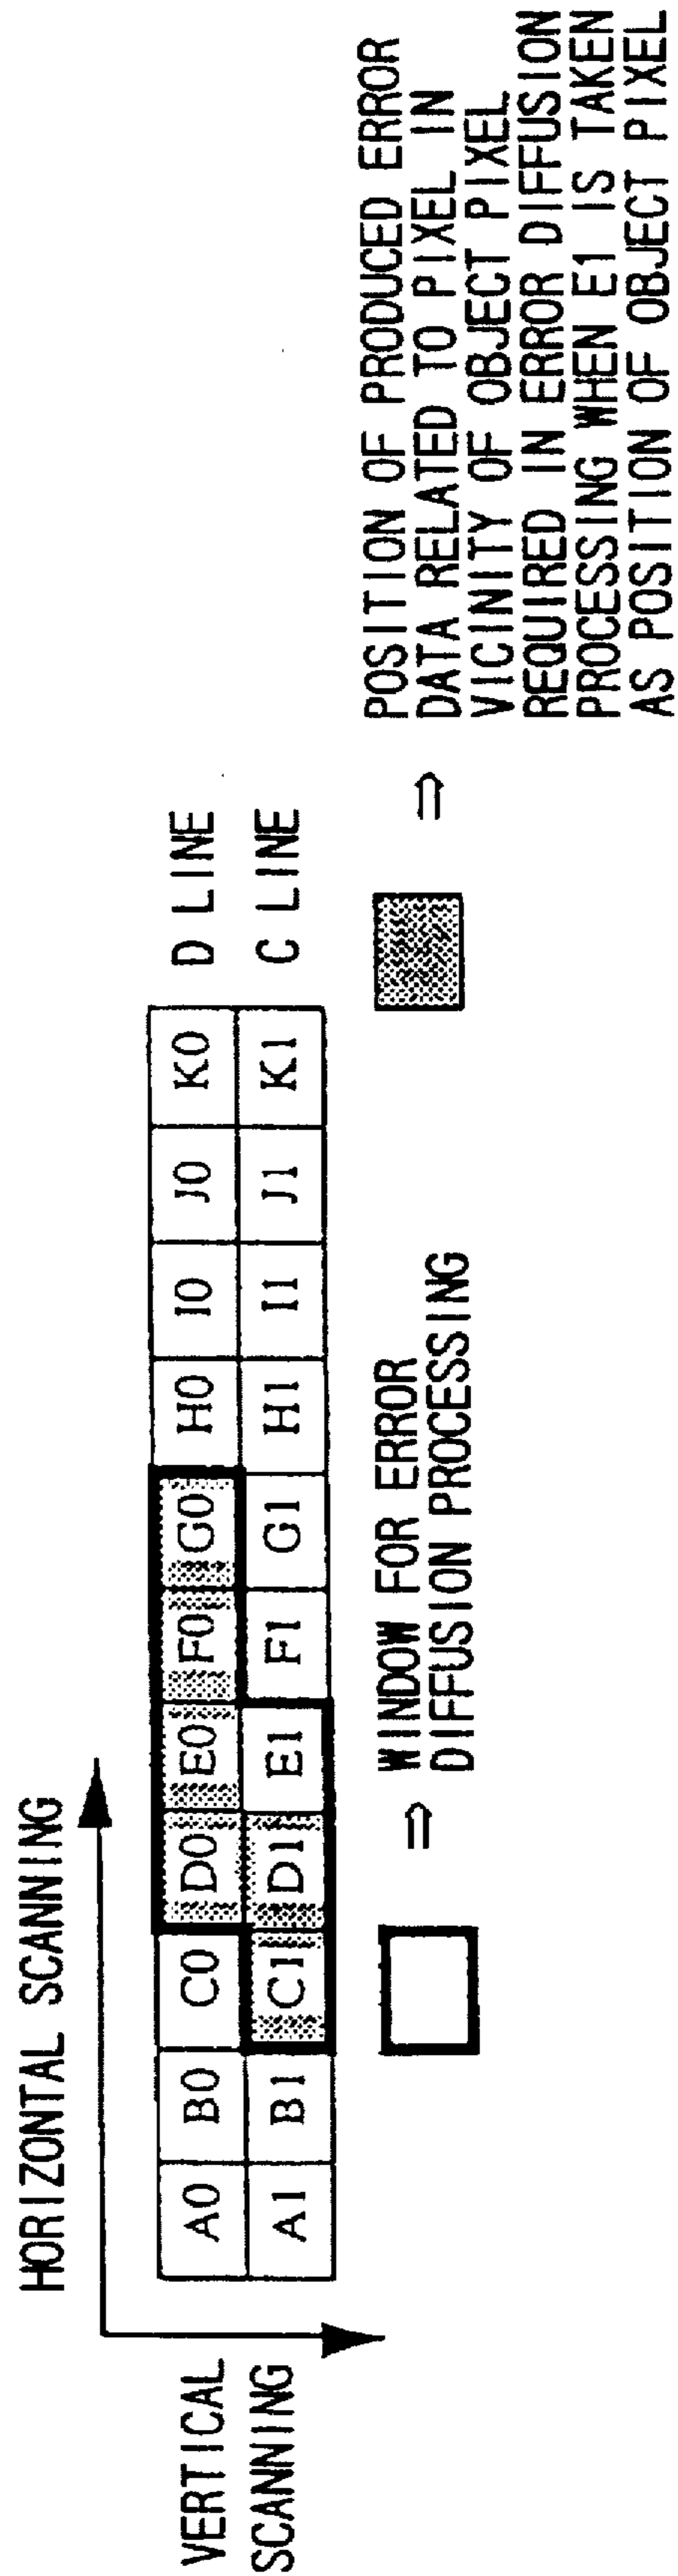 HORIZONTAL SCANNING
VERTICAL
SCANNING
A0 B0 C0 D0 E0 F0 G0 H0 I0 J0 K0 D LINE
A1 B1 C1 D1 E1 F1 G1 H1 I1 J1 K1 C LINE
⇒ WINDOW FOR ERROR
DIFFUSION PROCESSING
⇒ POSITION OF PRODUCED ERROR
DATA RELATED TO PIXEL IN
VICINITY OF OBJECT PIXEL
REQUIRED IN ERROR DIFFUSION
PROCESSING WHEN E1 IS TAKEN
AS POSITION OF OBJECT PIXEL